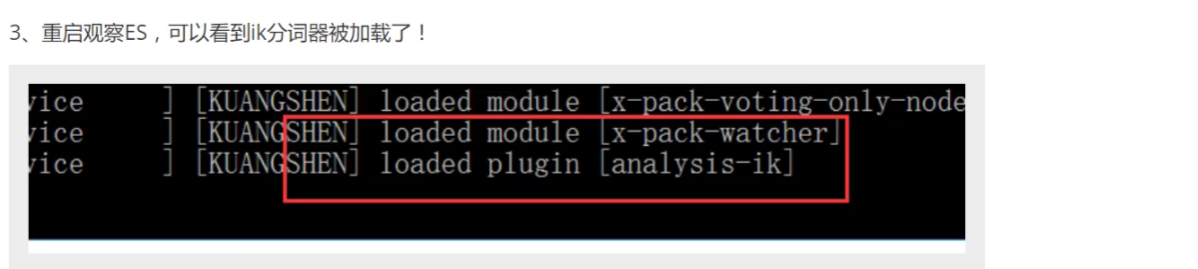 3、重启观察ES，可以看到ik分词器被加载了！
vice ] [KUANGSHEN] loaded module [x-pack-voting-only-node
vice ] [KUANGSHEN] loaded module [x-pack-watcher]
vice ] [KUANGSHEN] loaded plugin [analysis-ik]